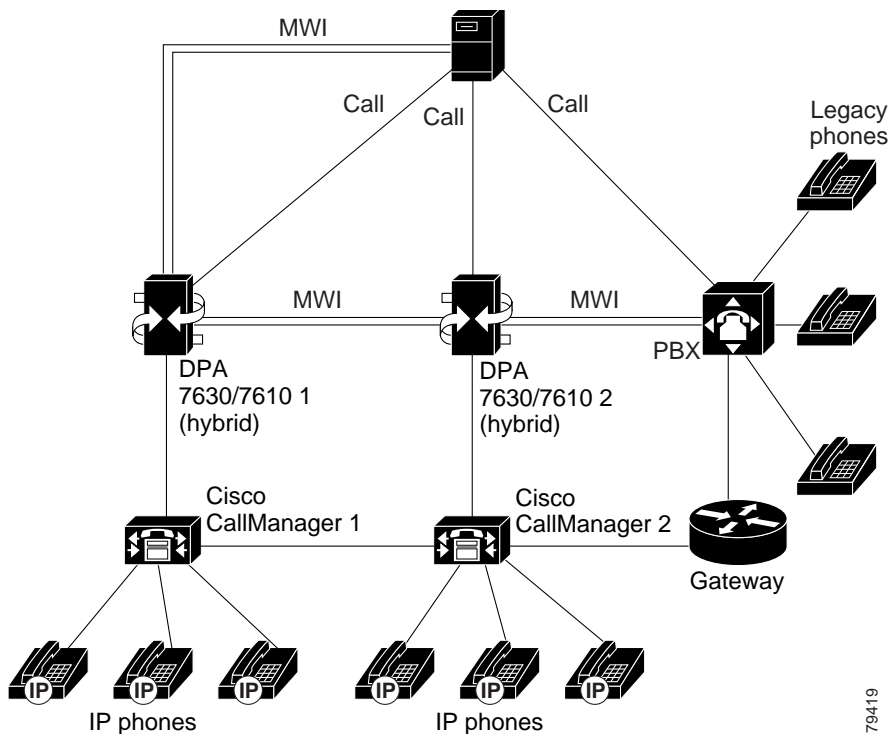 MWI
Call
Call
Call
Legacy
phones
MWI
MWI
PBX
DPA
7630/7610 1
(hybrid)
DPA
7630/7610 2
(hybrid)
Cisco
CallManager 1
Cisco
CallManager 2
Gateway
IP
IP
IP
IP
IP
IP
IP phones
IP phones
79419